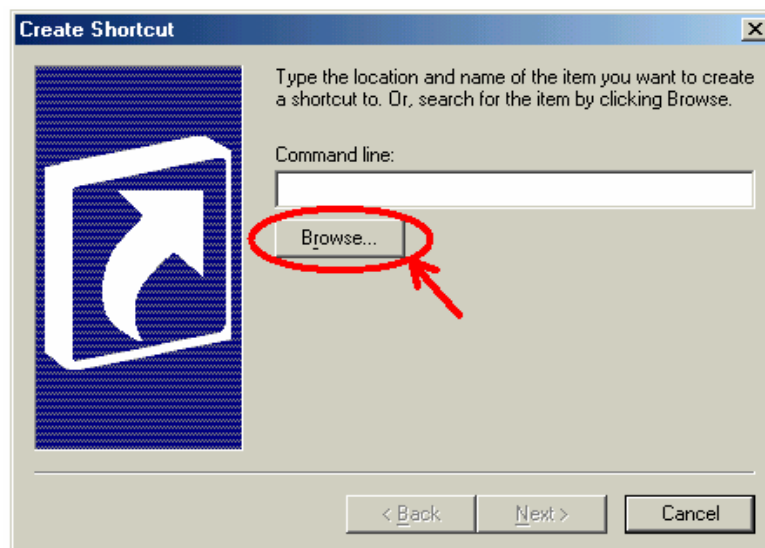 Create Shortcut
Type the location and name of the item you want to create
a shortcut to. Or, search for the item by clicking Browse.
Command line:
Browse...
< Back
Next >
Cancel